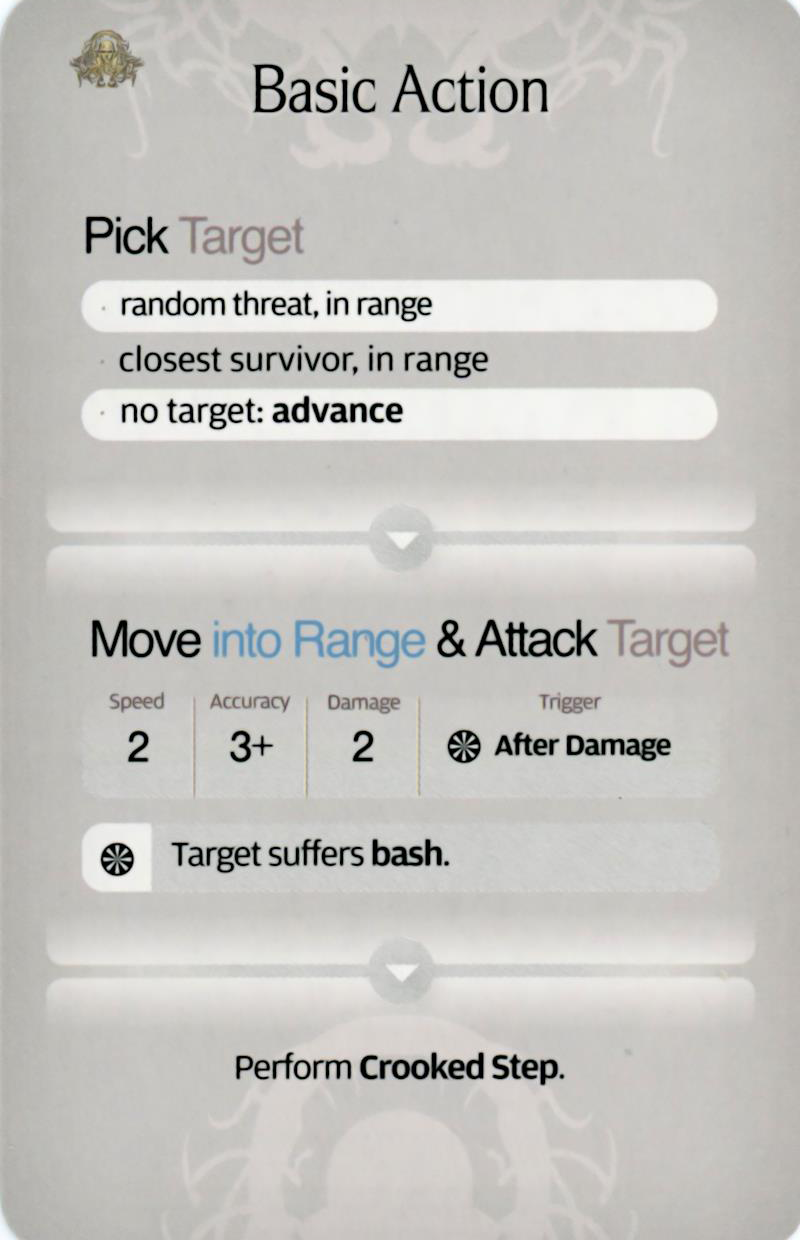 Basic Action
Pick Target
· random threat, in range
· closest survivor, in range
· no target: advance
Move into Range & Attack Target
Speed Accuracy Damage Trigger
2 3+ 2 After Damage
Target suffers bash.
Perform Crooked Step.